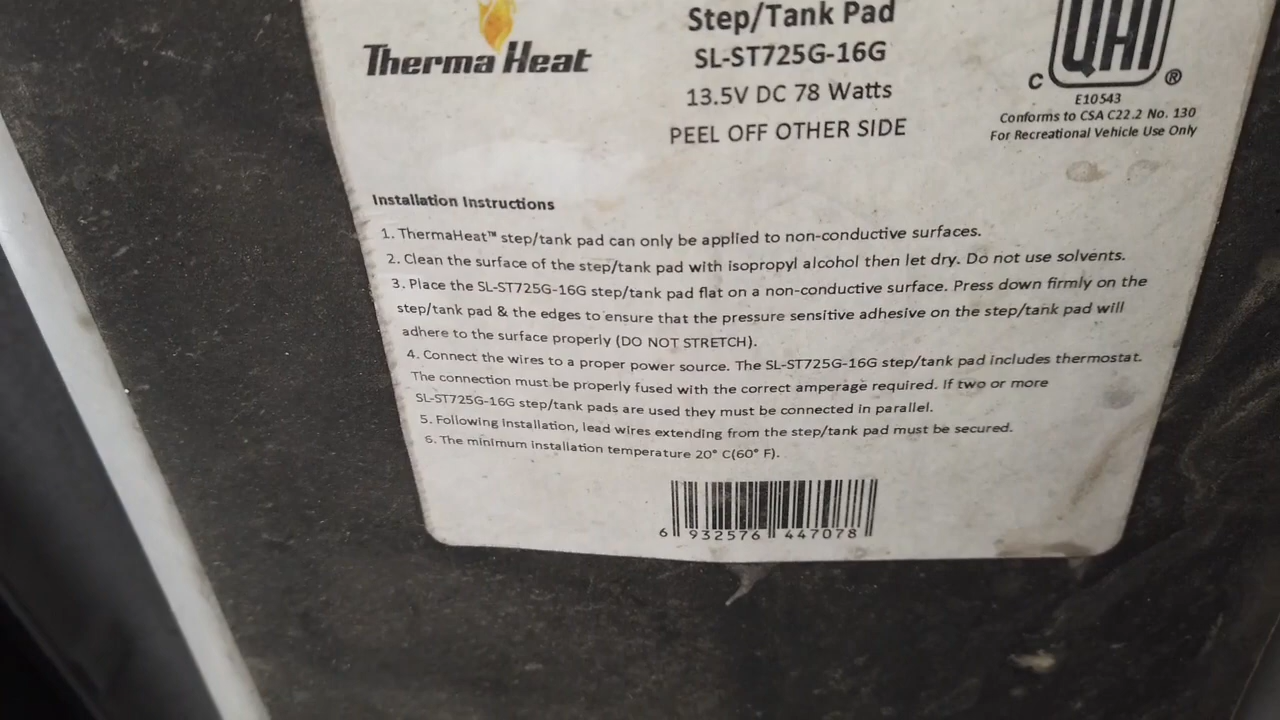 Step/Tank Pad
ThermaHeat
SL-ST725G-16G
13.5V DC 78 Watts
PEEL OFF OTHER SIDE
C QAI ®
E10543
Conforms to CSA C22.2 No. 130
For Recreational Vehicle Use Only
Installation Instructions
1. ThermaHeat™ step/tank pad can only be applied to non-conductive surfaces.
2. Clean the surface of the step/tank pad with isopropyl alcohol then let dry. Do not use solvents.
3. Place the SL-ST725G-16G step/tank pad flat on a non-conductive surface. Press down firmly on the
step/tank pad & the edges to ensure that the pressure sensitive adhesive on the step/tank pad will
adhere to the surface properly (DO NOT STRETCH).
4. Connect the wires to a proper power source. The SL-ST725G-16G step/tank pad includes thermostat.
The connection must be properly fused with the correct amperage required. If two or more
SL-ST725G-16G step/tank pads are used they must be connected in parallel.
5. Following installation, lead wires extending from the step/tank pad must be secured.
6. The minimum installation temperature 20° C(60° F).
6 932576 447078